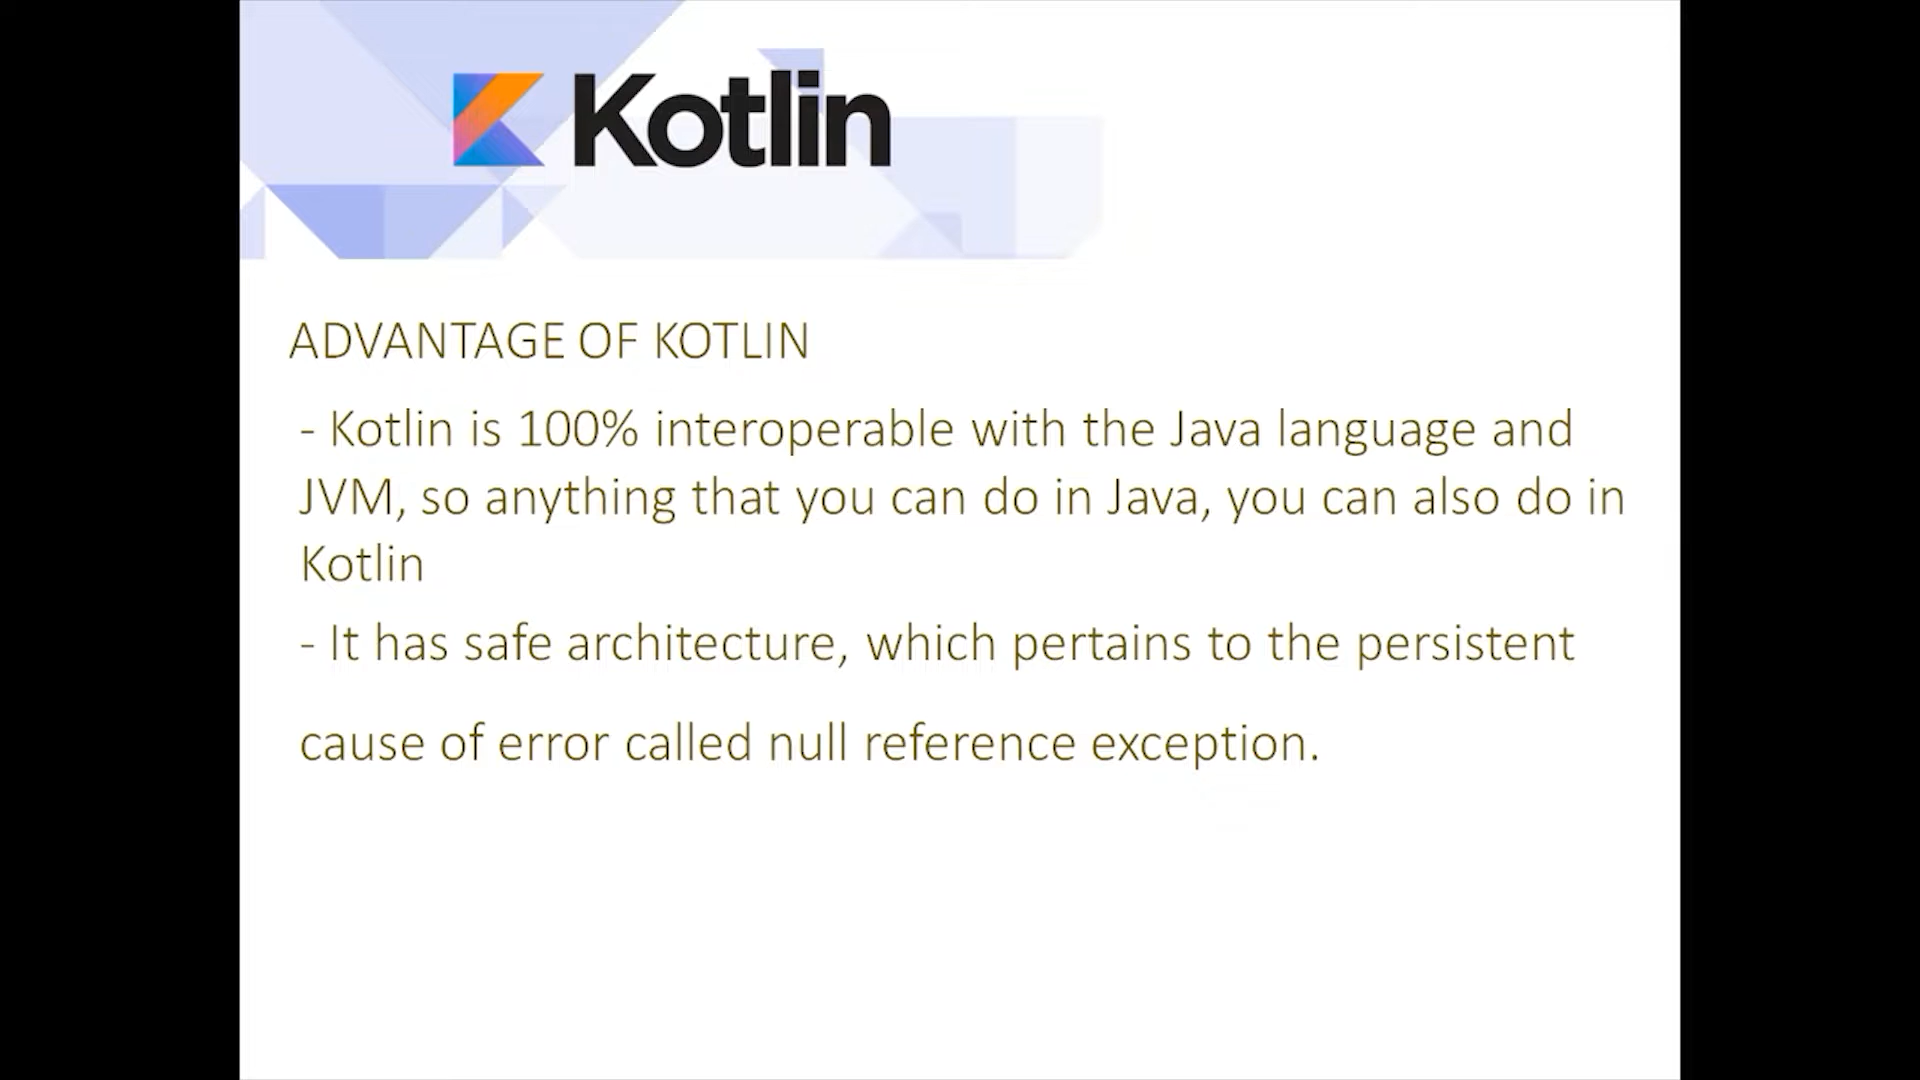 Kotlin
ADVANTAGE OF KOTLIN
- Kotlin is 100% interoperable with the Java language and
JVM, so anything that you can do in Java, you can also do in
Kotlin
- It has safe architecture, which pertains to the persistent
cause of error called null reference exception.